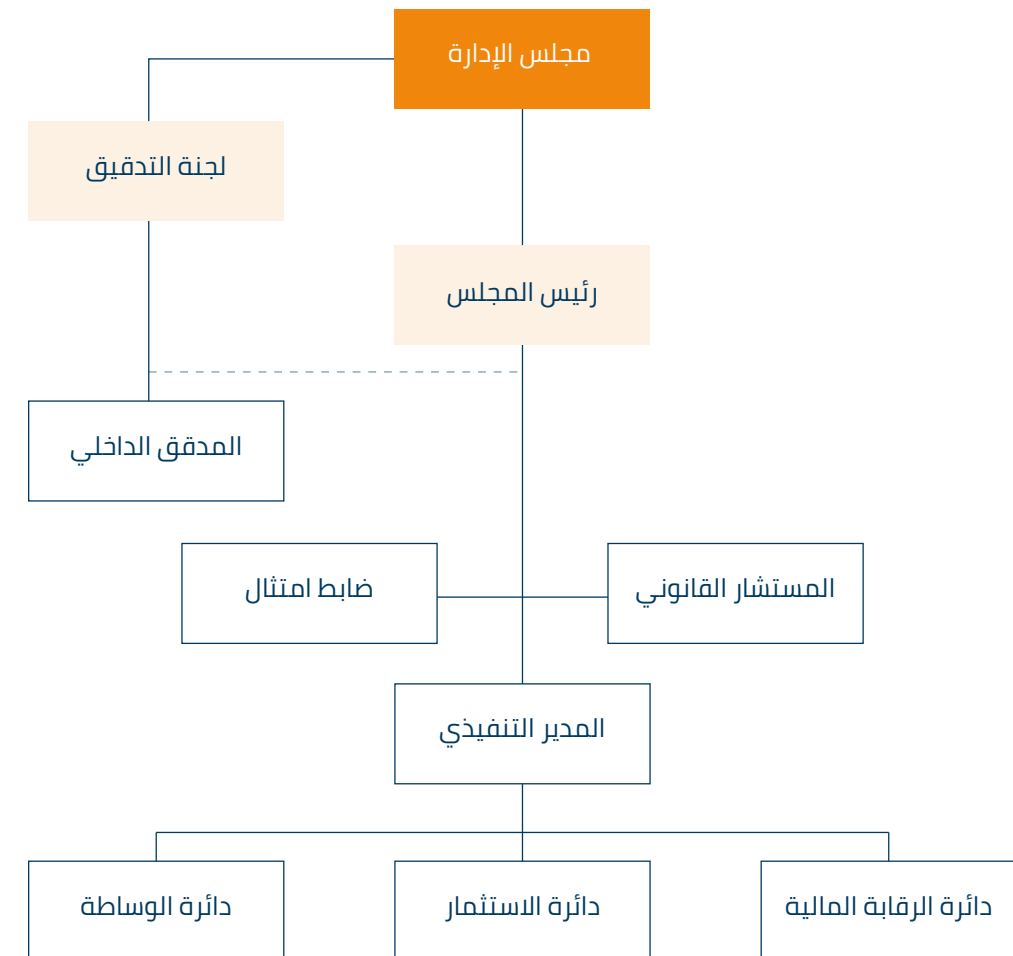 مجلس الإدارة
لجنة التدقيق
رئيس المجلس
المدقق الداخلي
المستشار القانوني
ضابط امتثال
المدير التنفيذي
دائرة الرقابة المالية
دائرة الاستثمار
دائرة الوساطة